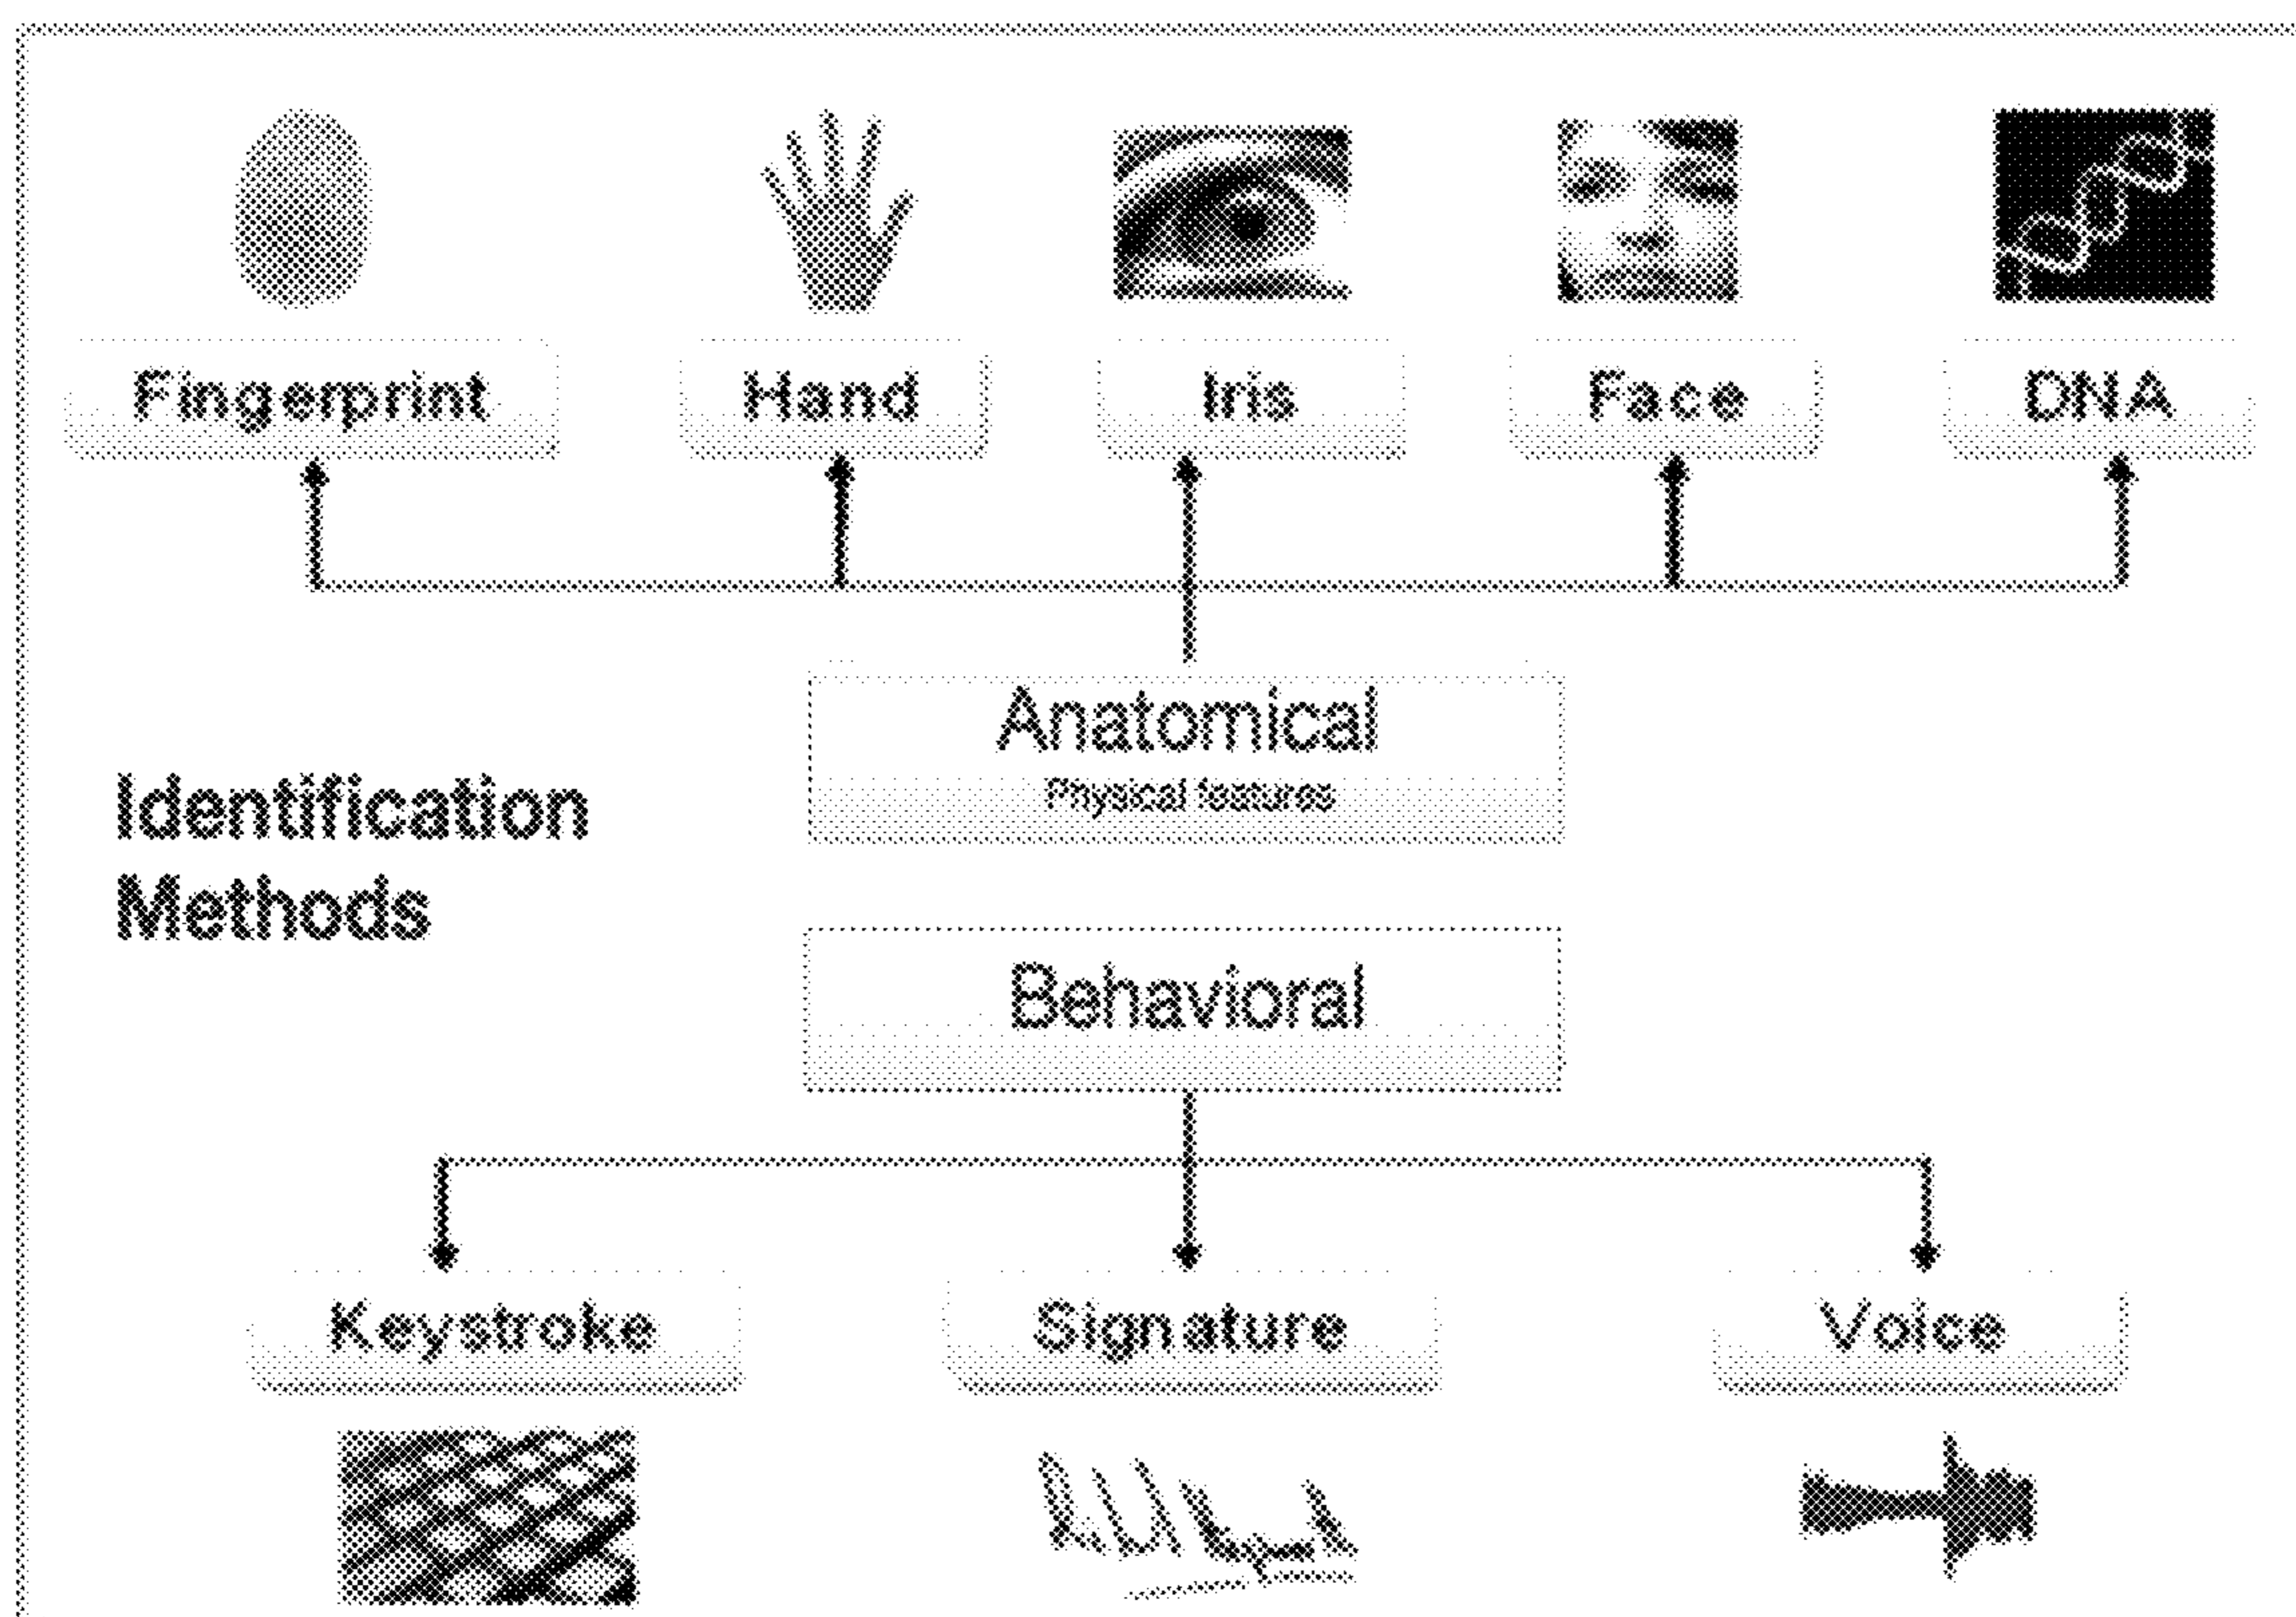 Fingerprint
Hand
Iris
Face
DNA
Anatomical
Physical features
Identification
Methods
Behavioral
Keystroke
Signature
Voice